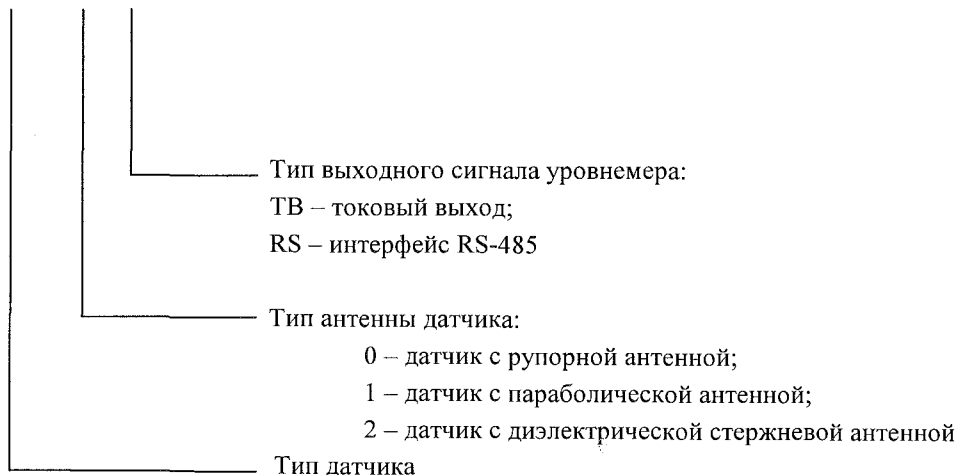 Тип выходного сигнала уровнемера:
ТВ – токовый выход;
RS – интерфейс RS-485
Тип антенны датчика:
0 – датчик с рупорной антенной;
1 – датчик с параболической антенной;
2 – датчик с диэлектрической стержневой антенной
Тип датчика